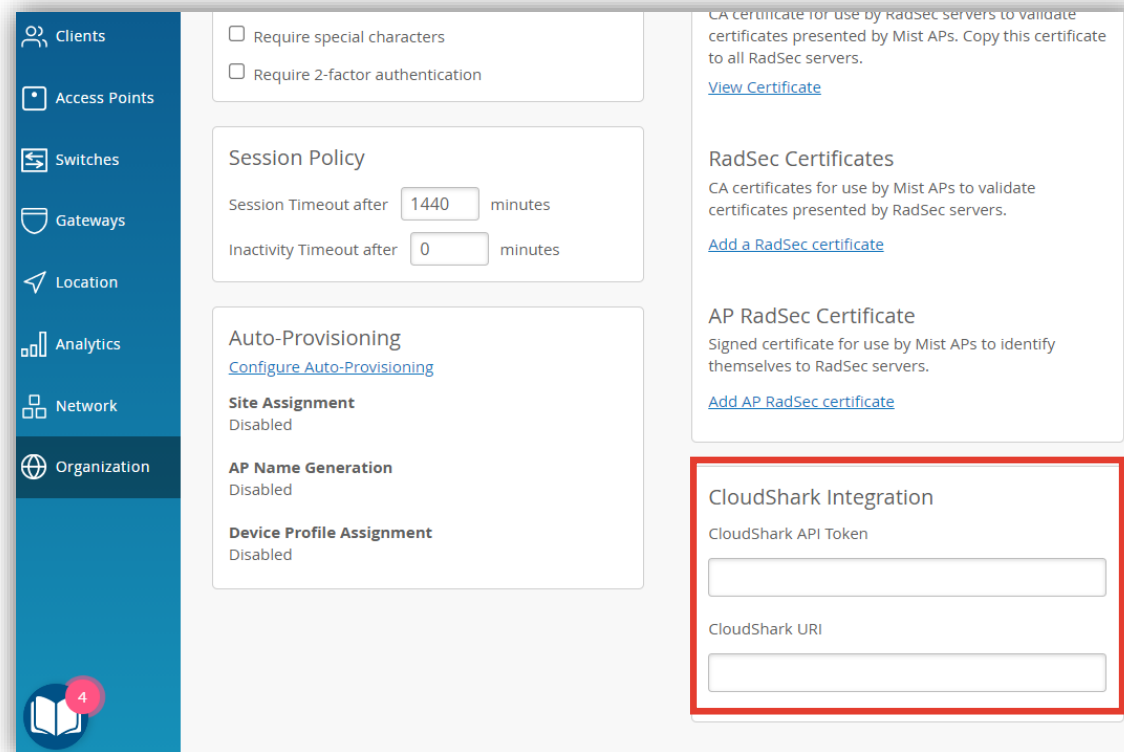 Clients
Access Points
Switches
Gateways
Location
Analytics
Network
Organization
4
Require special characters
Require 2-factor authentication
Session Policy
Session Timeout after 1440 minutes
Inactivity Timeout after 0 minutes
Auto-Provisioning
Configure Auto-Provisioning
Site Assignment
Disabled
AP Name Generation
Disabled
Device Profile Assignment
Disabled
CA certificate for use by RadSec servers to validate
certificates presented by Mist APs. Copy this certificate
to all RadSec servers.
View Certificate
RadSec Certificates
CA certificates for use by Mist APs to validate
certificates presented by RadSec servers.
Add a RadSec certificate
AP RadSec Certificate
Signed certificate for use by Mist APs to identify
themselves to RadSec servers.
Add AP RadSec certificate
CloudShark Integration
CloudShark API Token
CloudShark URI